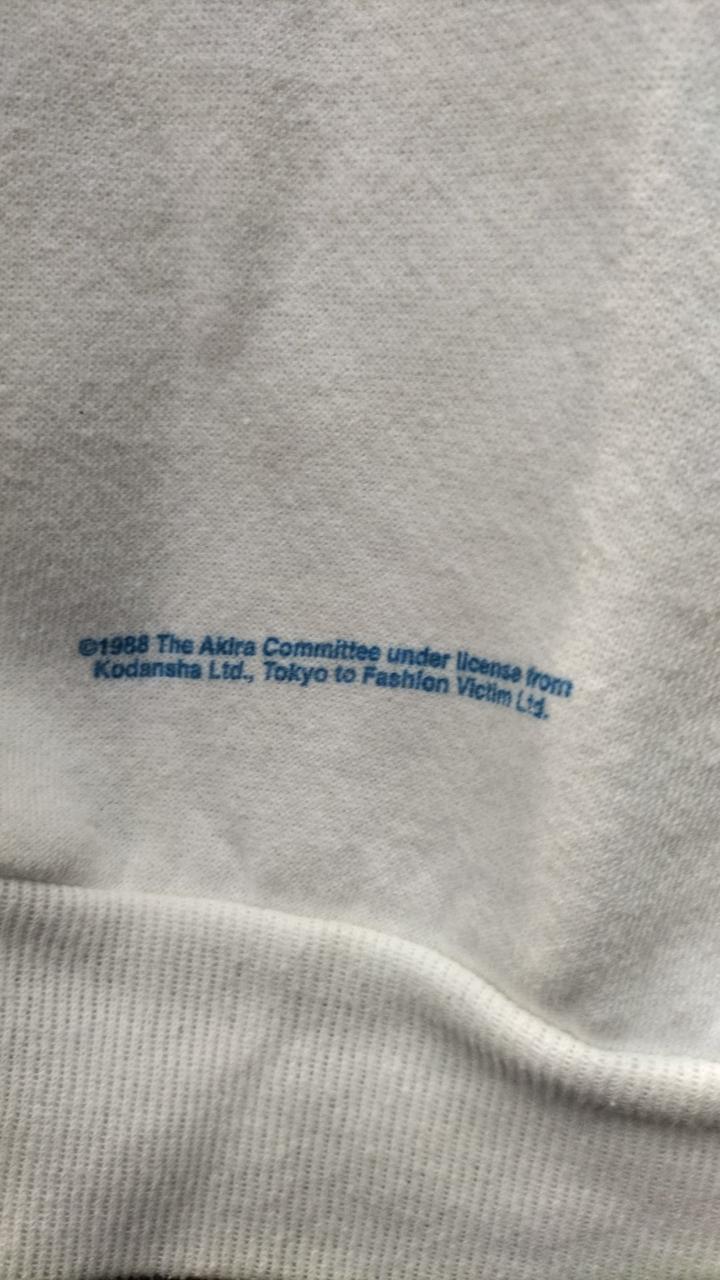 ©1988 The Akira Committee under license from
Kodansha Ltd., Tokyo to Fashion Victim Ltd.